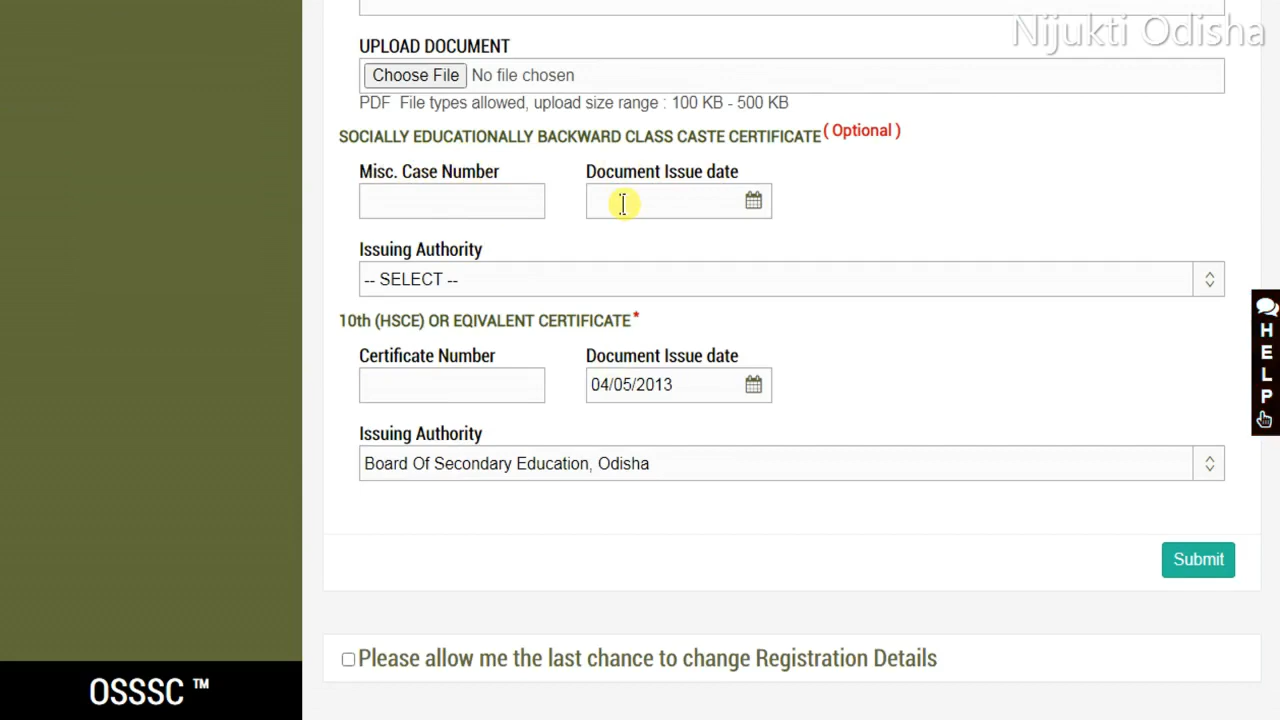 Nijukti Odisha
UPLOAD DOCUMENT
Choose File No file chosen
PDF File types allowed, upload size range : 100 KB - 500 KB
SOCIALLY EDUCATIONALLY BACKWARD CLASS CASTE CERTIFICATE ( Optional )
Misc. Case Number Document Issue date
Issuing Authority
-- SELECT --
10th (HSCE) OR EQIVALENT CERTIFICATE *
Certificate Number Document Issue date
04/05/2013
Issuing Authority
Board Of Secondary Education, Odisha
Submit
Please allow me the last chance to change Registration Details
OSSSC ™
HELP